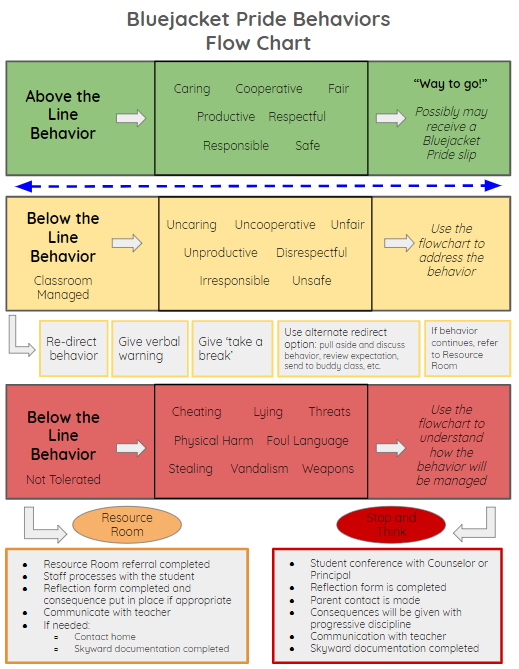 Bluejacket Pride Behaviors
Flow Chart
Above the
Line
Behavior
Caring Cooperative Fair
Productive Respectful
Responsible Safe
“Way to go!”
Possibly may
receive a
Bluejacket
Pride slip
Below the
Line
Behavior
Classroom
Managed
Uncaring Uncooperative Unfair
Unproductive Disrespectful
Irresponsible Unsafe
Use the
flowchart to
address the
behavior
Re-direct
behavior
Give verbal
warning
Give ‘take a
break’
Use alternate redirect
option: pull aside and discuss
behavior, review expectation,
send to buddy class, etc.
If behavior
continues, refer
to Resource
Room
Below the
Line
Behavior
Not Tolerated
Cheating Lying Threats
Physical Harm Foul Language
Stealing Vandalism Weapons
Use the
flowchart to
understand
how the
behavior will
be managed
Resource
Room
Stop and
Think
● Resource Room referral completed
● Staff processes with the student
● Reflection form completed and
consequence put in place if appropriate
● Communicate with teacher
● If needed:
○ Contact home
○ Skyward documentation completed
● Student conference with Counselor or
Principal
● Reflection form is completed
● Parent contact is made
● Consequences will be given with
progressive discipline
● Communication with teacher
● Skyward documentation completed